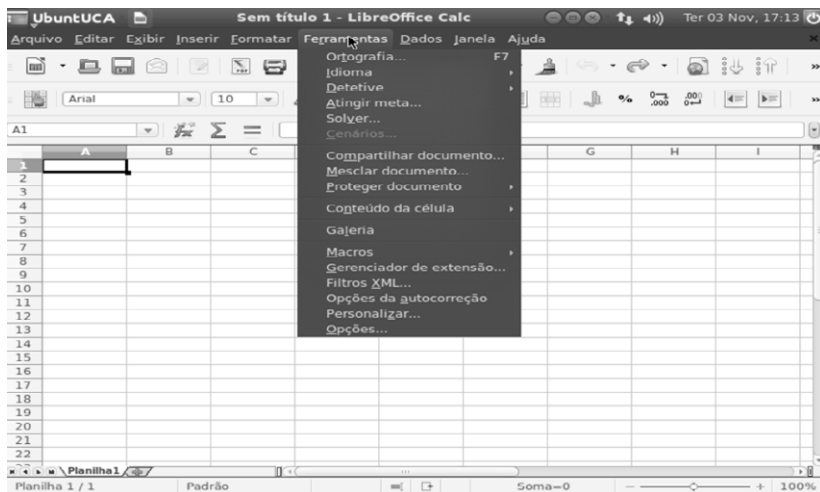 UbuntUCA Sem título 1 - LibreOffice Calc Ter 03 Nov, 17:13
Arquivo Editar Exibir Inserir Formatar Ferramentas Dados Janela Ajuda
Ortografia... F7
Idioma
Detetive
Atingir meta...
Solver...
Cenários...
Compartilhar documento...
Mesclar documento...
Proteger documento
Conteúdo da célula
Galeria
Macros
Gerenciador de extensão...
Filtros XML...
Opções da autocorreção
Personalizar...
Opções...
Arial 10 %
A1
A B C G H I
1
2
3
4
5
6
7
8
9
10
11
12
13
14
15
16
17
18
19
20
21
22
Planilha1
Planilha 1 / 1 Padrão Soma=0 100%